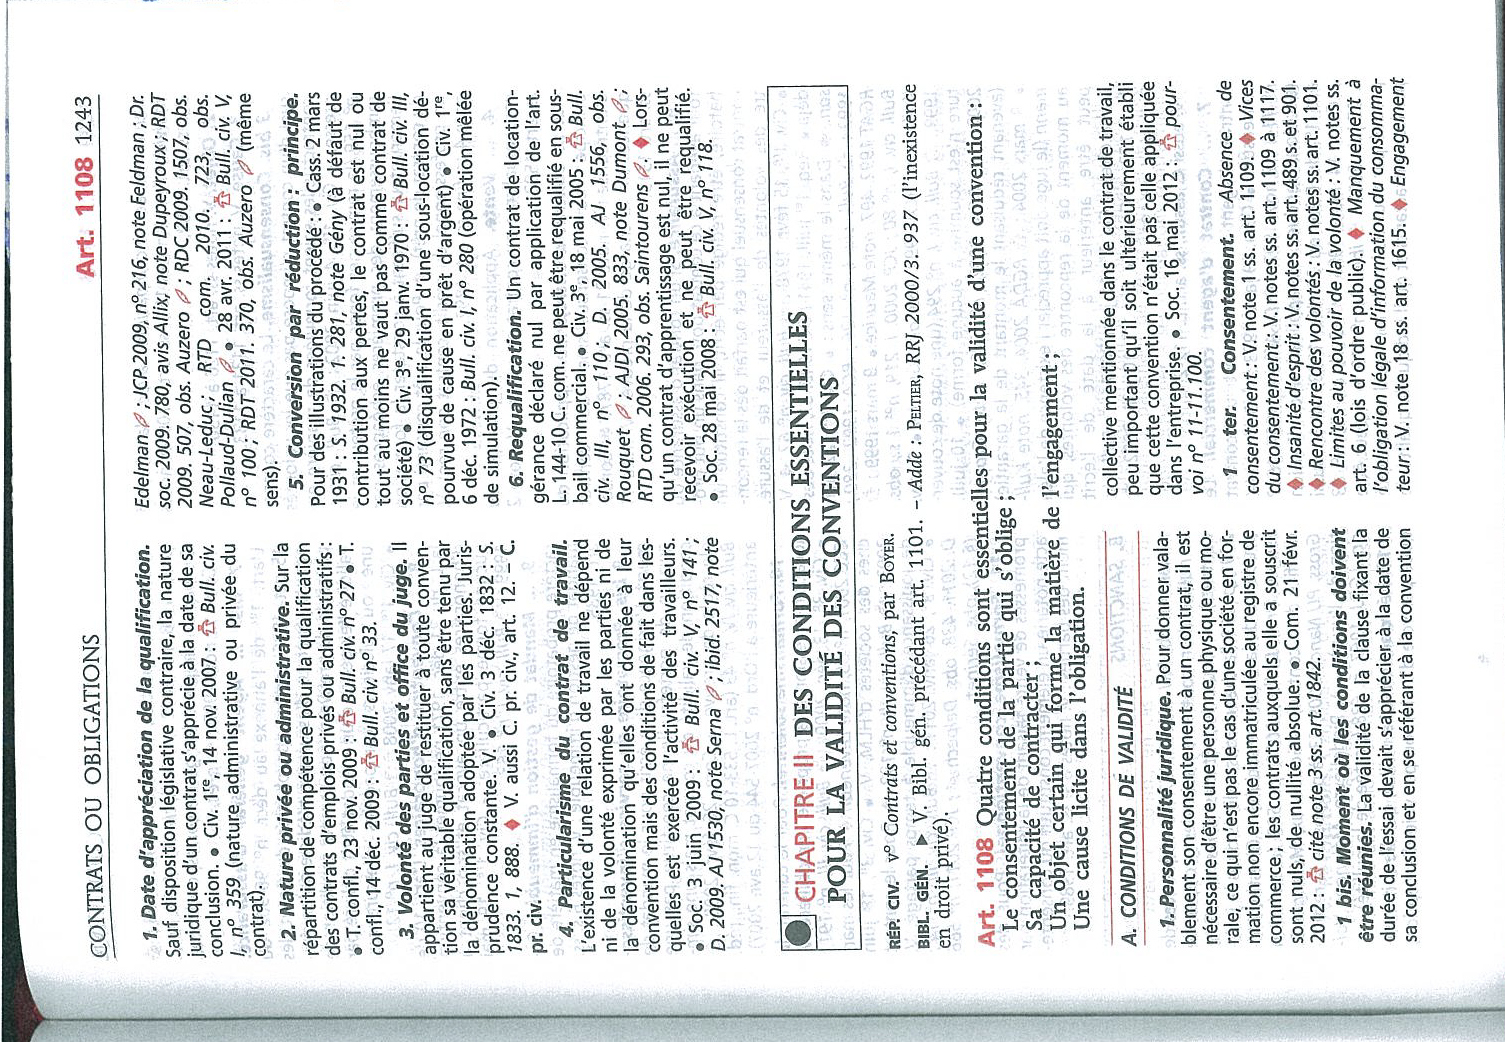 CONTRATS OU OBLIGATIONS
Art. 1108 1243
1. Date d'appréciation de la qualification.
Sauf disposition législative contraire, la nature
juridique d'un contrat s'apprécie à la date de sa
conclusion. • Civ. 1re, 14 nov. 2007 : Bull. civ.
I, no 359 (nature administrative ou privée du
contrat).
2. Nature privée ou administrative. Sur la
répartition de compétence pour la qualification
des contrats d'emplois privés ou administratifs :
• T. confl., 23 nov. 2009 : Bull. civ. no 27 • T.
confl., 14 déc. 2009 : Bull. civ. no 33.
3. Volonté des parties et office du juge. Il
appartient au juge de restituer à toute conven-
tion sa véritable qualification, sans être tenu par
la dénomination adoptée par les parties. Juris-
prudence constante. V. • Civ. 3 déc. 1832 : S.
1833. 1, 888. ♦ V. aussi C. pr. civ., art. 12. – C.
pr. civ.
4. Particularisme du contrat de travail.
L'existence d'une relation de travail ne dépend
ni de la volonté exprimée par les parties ni de
la dénomination qu'elles ont donnée à leur
convention mais des conditions de fait dans les-
quelles est exercée l'activité des travailleurs.
• Soc. 3 juin 2009 : Bull. civ. V, no 141 ;
D. 2009. AJ 1530, note Serna ; ibid. 2517, note
Edelman ; JCP 2009, no 216, note Feldman ; Dr.
soc. 2009. 780, avis Allix, note Dupeyroux ; RDT
2009. 507, obs. Auzero ; RDC 2009. 1507, obs.
Neau-Leduc ; RTD com. 2010. 723, obs.
Pollaud-Dulian • 28 avr. 2011 : Bull. civ. V,
no 100 ; RDT 2011. 370, obs. Auzero (même
sens).
5. Conversion par réduction : principe.
Pour des illustrations du procédé : • Cass. 2 mars
1931 : S. 1932. 1. 281, note Gény (à défaut de
contribution aux pertes, le contrat est nul ou
tout au moins ne vaut pas comme contrat de
société) • Civ. 3e, 29 janv. 1970 : Bull. civ. III,
no 73 (disqualification d'une sous-location dé-
pourvue de cause en prêt d'argent) • Civ. 1re,
6 déc. 1972 : Bull. civ. I, no 280 (opération mêlée
de simulation).
6. Requalification. Un contrat de location-
gérance déclaré nul par application de l'art.
L. 144-10 C. com. ne peut être requalifié en sous-
bail commercial. • Civ. 3e, 18 mai 2005 : Bull.
civ. III, no 110 ; D. 2005. AJ 1556, obs.
Rouquet ; AJDI 2005. 833, note Dumont ;
RTD com. 2006. 293, obs. Saintourens. ♦ Lors-
qu'un contrat d'apprentissage est nul, il ne peut
recevoir exécution et ne peut être requalifié.
• Soc. 28 mai 2008 : Bull. civ. V, no 118.
CHAPITRE II DES CONDITIONS ESSENTIELLES
POUR LA VALIDITÉ DES CONVENTIONS
RÉP. CIV. vo Contrats et conventions, par BOYER.
BIBL. GÉN. ► V. Bibl. gén. précédant art. 1101. – Adde : PELTIER, RRJ 2000/3. 937 (l'inexistence
en droit privé).
Art. 1108 Quatre conditions sont essentielles pour la validité d'une convention :
Le consentement de la partie qui s'oblige ;
Sa capacité de contracter ;
Un objet certain qui forme la matière de l'engagement ;
Une cause licite dans l'obligation.
A. CONDITIONS DE VALIDITÉ
1. Personnalité juridique. Pour donner vala-
blement son consentement à un contrat, il est
nécessaire d'être une personne physique ou mo-
rale, ce qui n'est pas le cas d'une société en for-
mation non encore immatriculée au registre de
commerce ; les contrats auxquels elle a souscrit
sont nuls, de nullité absolue. • Com. 21 févr.
2012 : cité note 3 ss. art. 1842.
1 bis. Moment où les conditions doivent
être réunies. La validité de la clause fixant la
durée de l'essai devait s'apprécier à la date de
sa conclusion et en se référant à la convention
collective mentionnée dans le contrat de travail,
peu important qu'il soit ultérieurement établi
que cette convention n'était pas celle appliquée
dans l'entreprise. • Soc. 16 mai 2012 : pour-
voi no 11-11.100.
1 ter. Consentement. Absence de
consentement : V. note 1 ss. art. 1109. ♦ Vices
du consentement : V. notes ss. art. 1109 à 1117.
♦ Insanité d'esprit : V. notes ss. art. 489 s. et 901.
♦ Rencontre des volontés : V. notes ss. art. 1101.
♦ Limites au pouvoir de la volonté : V. notes ss.
art. 6 (lois d'ordre public). ♦ Manquement à
l'obligation légale d'information du consomma-
teur : V. note 18 ss. art. 1615. ♦ Engagement